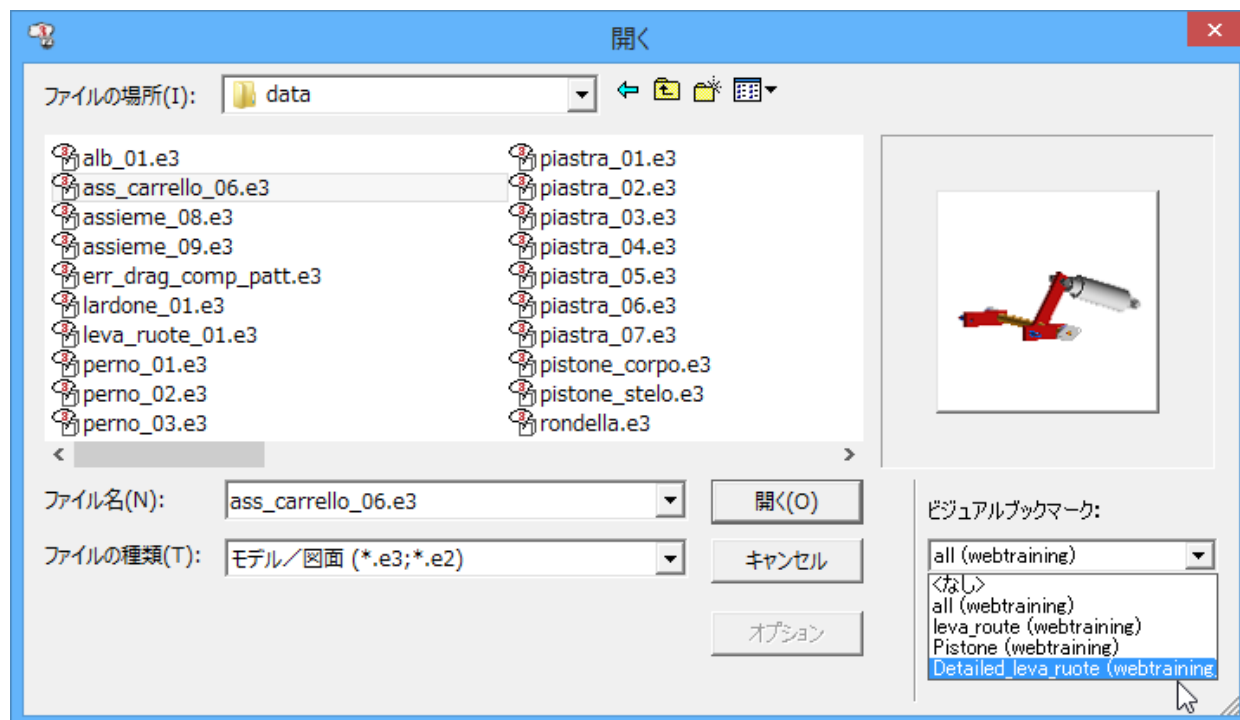 開く
ファイルの場所(I): data
alb_01.e3
ass_carrello_06.e3
assieme_08.e3
assieme_09.e3
err_drag_comp_patt.e3
lardone_01.e3
leva_ruote_01.e3
perno_01.e3
perno_02.e3
perno_03.e3
piastra_01.e3
piastra_02.e3
piastra_03.e3
piastra_04.e3
piastra_05.e3
piastra_06.e3
piastra_07.e3
pistone_corpo.e3
pistone_stelo.e3
rondella.e3
ファイル名(N): ass_carrello_06.e3 開く(O)
ファイルの種類(T): モデル／図面 (*.e3;*.e2) キャンセル
オプション
ビジュアルブックマーク:
all (webtraining)
<なし>
all (webtraining)
leva_route (webtraining)
Pistone (webtraining)
Detailed_leva_ruote (webtraining